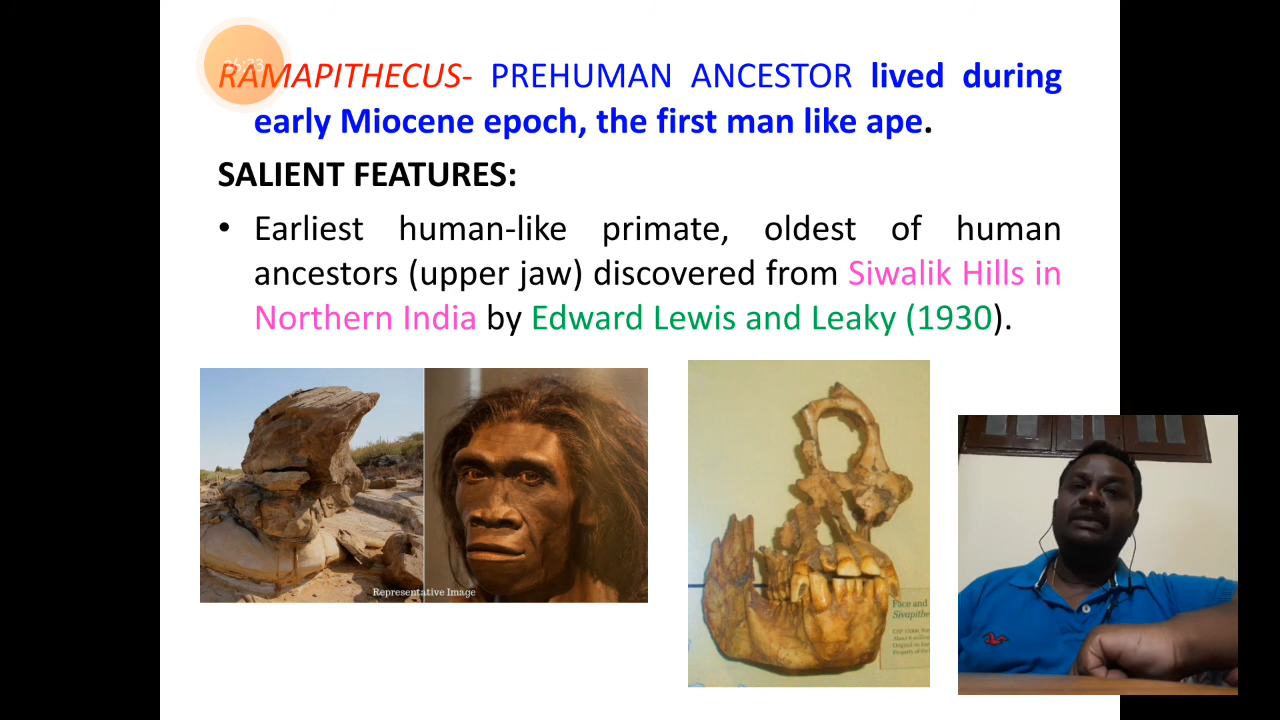 RAMAPITHECUS- PREHUMAN ANCESTOR lived during
early Miocene epoch, the first man like ape.
SALIENT FEATURES:
• Earliest human-like primate, oldest of human
ancestors (upper jaw) discovered from Siwalik Hills in
Northern India by Edward Lewis and Leaky (1930).
Representative Image
Face and